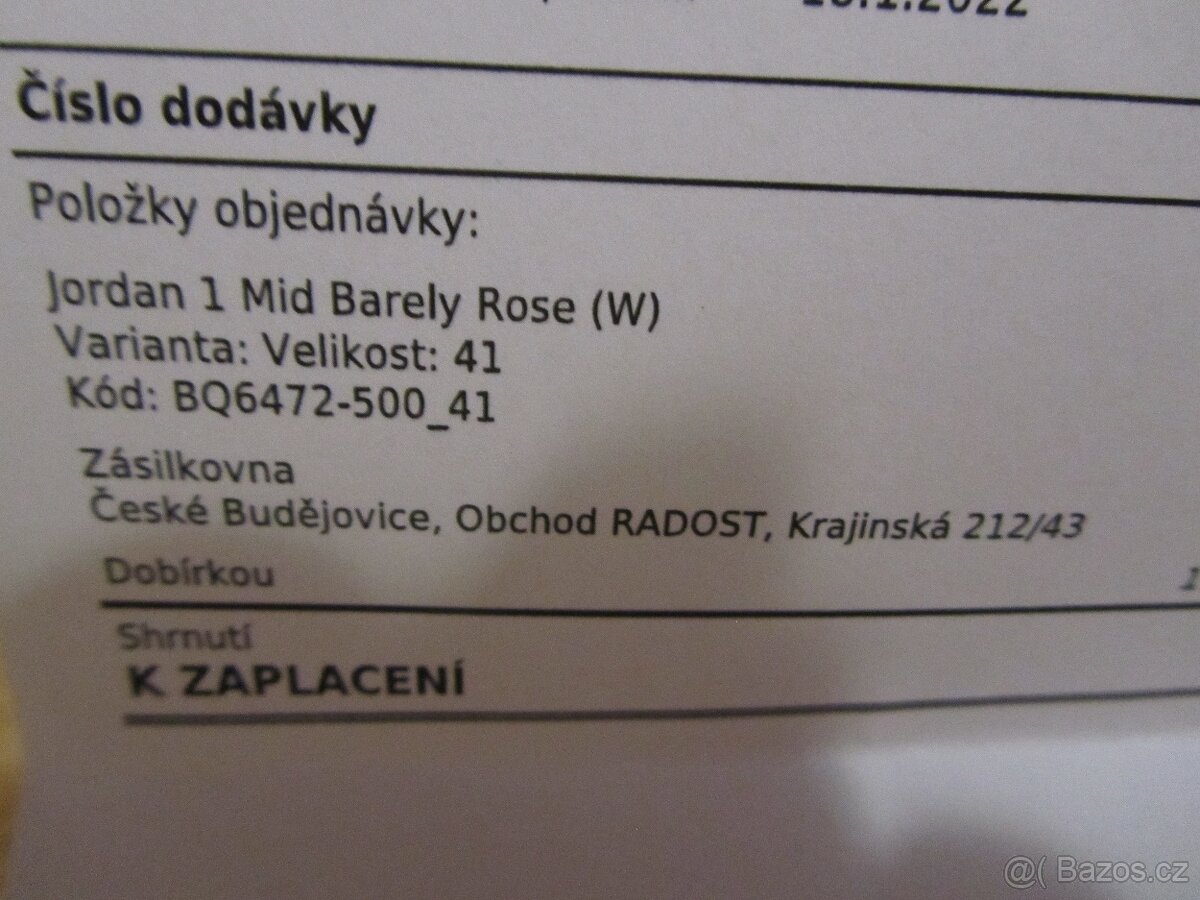 Číslo dodávky
Položky objednávky:
Jordan 1 Mid Barely Rose (W)
Varianta: Velikost: 41
Kód: BQ6472-500_41
Zásilkovna
České Budějovice, Obchod RADOST, Krajinská 212/43
Dobírkou
Shrnutí
K ZAPLACENÍ
@( Bazos.cz